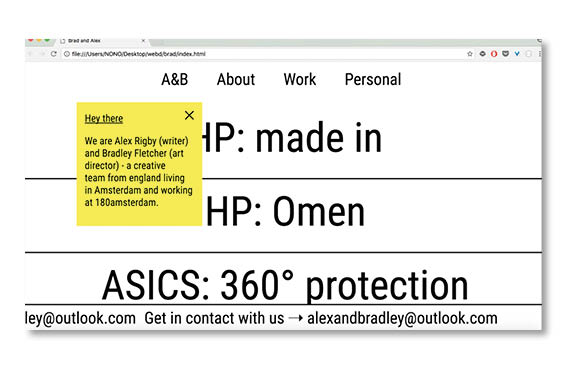 Brad and Alex
file:///Users/NONO/Desktop/webd/brad/index.html
A&B About Work Personal
Hey there
We are Alex Rigby (writer)
and Bradley Fletcher (art
director) - a creative
team from england living
in Amsterdam and working
at 180amsterdam.
HP: made in
HP: Omen
ASICS: 360° protection
ley@outlook.com Get in contact with us → alexandbradley@outlook.com